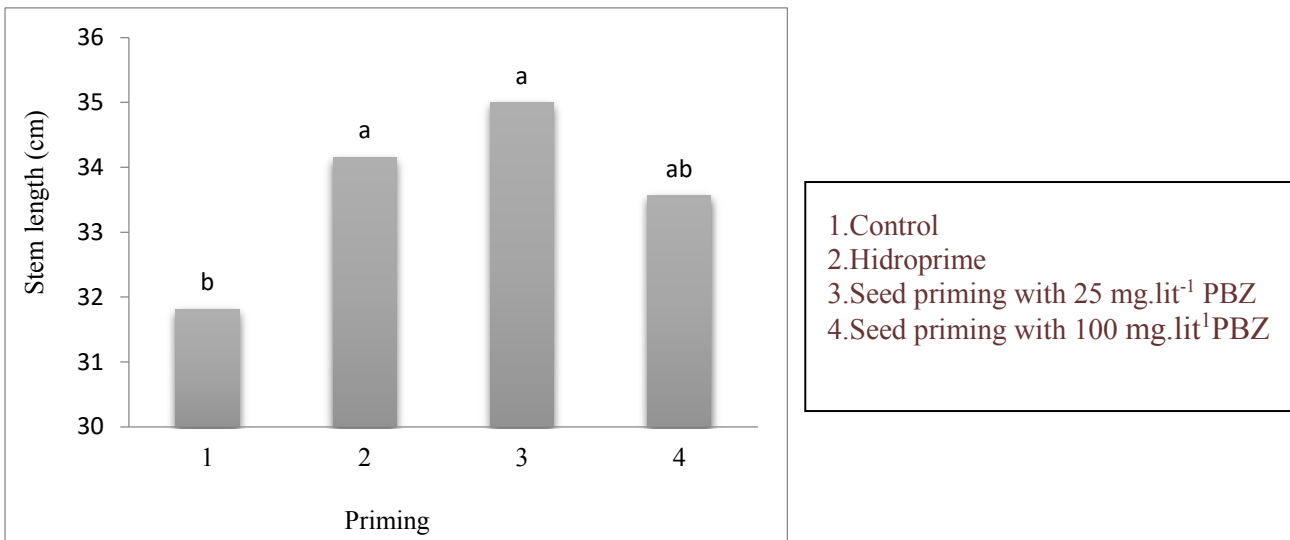 36
35
34
33
32
31
30
Stem length (cm)
b
a
a
ab
1
2
3
4
Priming
1.Control
2.Hidroprime
3.Seed priming with 25 mg.lit⁻¹ PBZ
4.Seed priming with 100 mg.lit¹PBZ